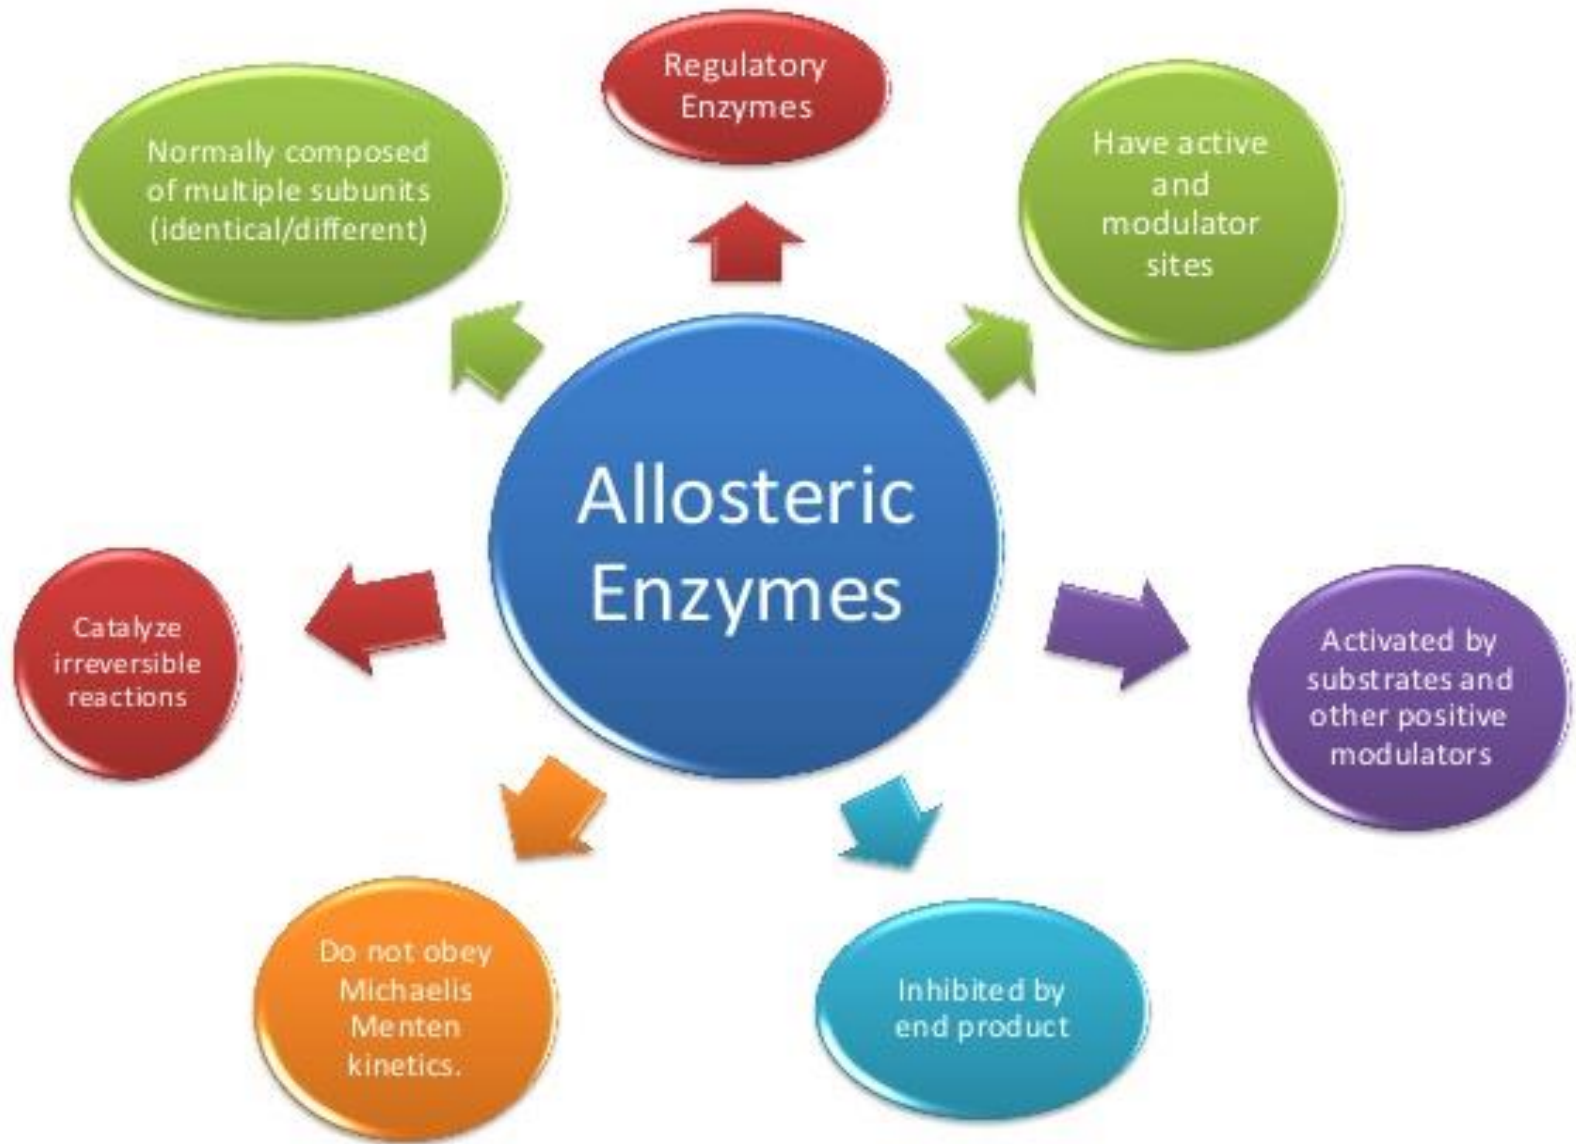 Regulatory
Enzymes
Normally composed
of multiple subunits
(identical/different)
Have active
and
modulator
sites
Allosteric
Enzymes
Catalyze
irreversible
reactions
Activated by
substrates and
other positive
modulators
Do not obey
Michaelis
Menten
kinetics.
Inhibited by
end product